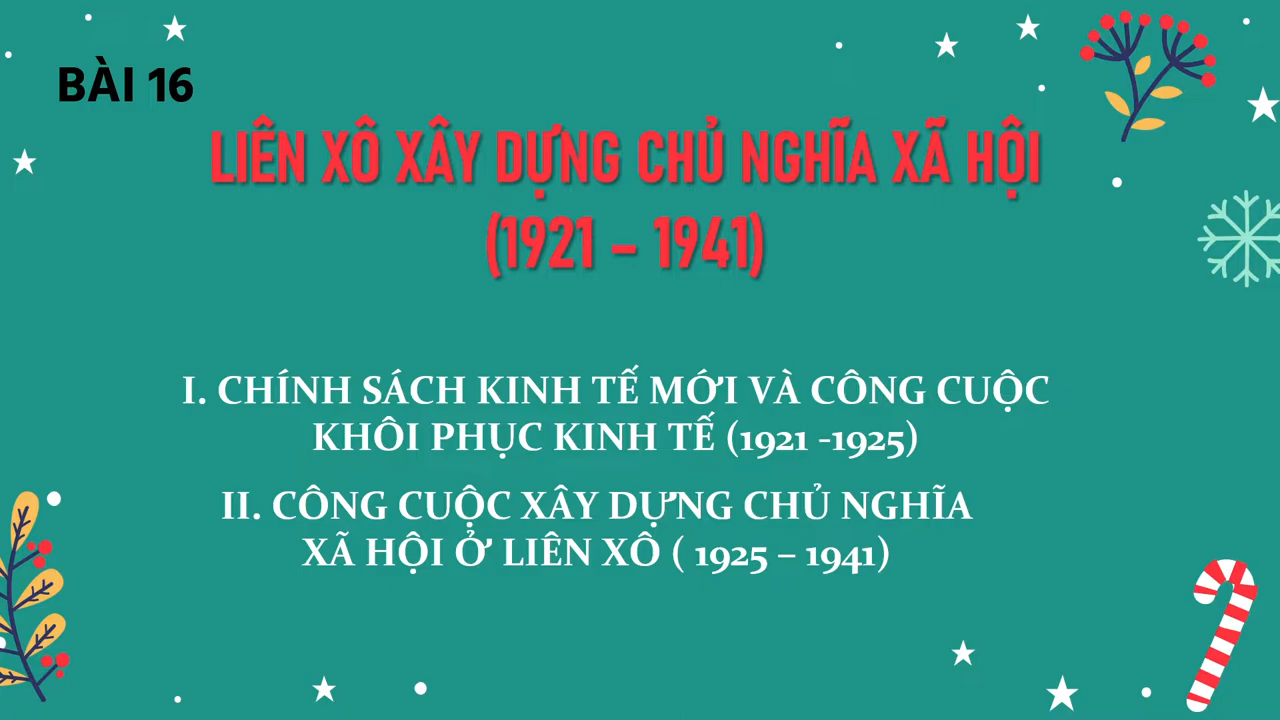 BÀI 16
LIÊN XÔ XÂY DỰNG CHỦ NGHĨA XÃ HỘI
(1921 – 1941)
I. CHÍNH SÁCH KINH TẾ MỚI VÀ CÔNG CUỘC
KHÔI PHỤC KINH TẾ (1921 -1925)
II. CÔNG CUỘC XÂY DỰNG CHỦ NGHĨA
XÃ HỘI Ở LIÊN XÔ ( 1925 – 1941)